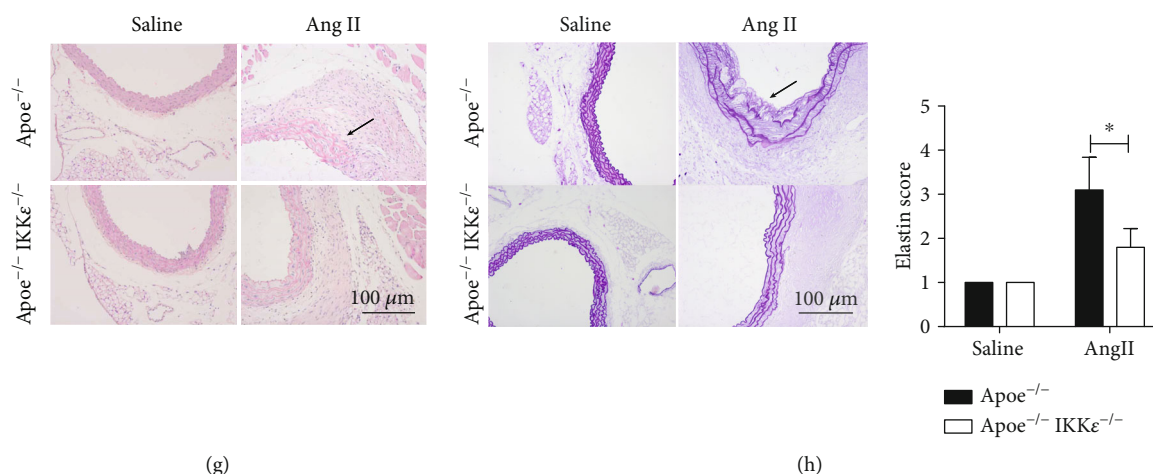 Saline Ang II
Apoe−/−
Apoe−/− IKKε−/−
100 μm
(g)
Saline Ang II
Apoe−/−
Apoe−/− IKKε−/−
100 μm
(h)
Elastin score
5
4
3
2
1
0
*
Saline AngII
Apoe−/−
Apoe−/− IKKε−/−